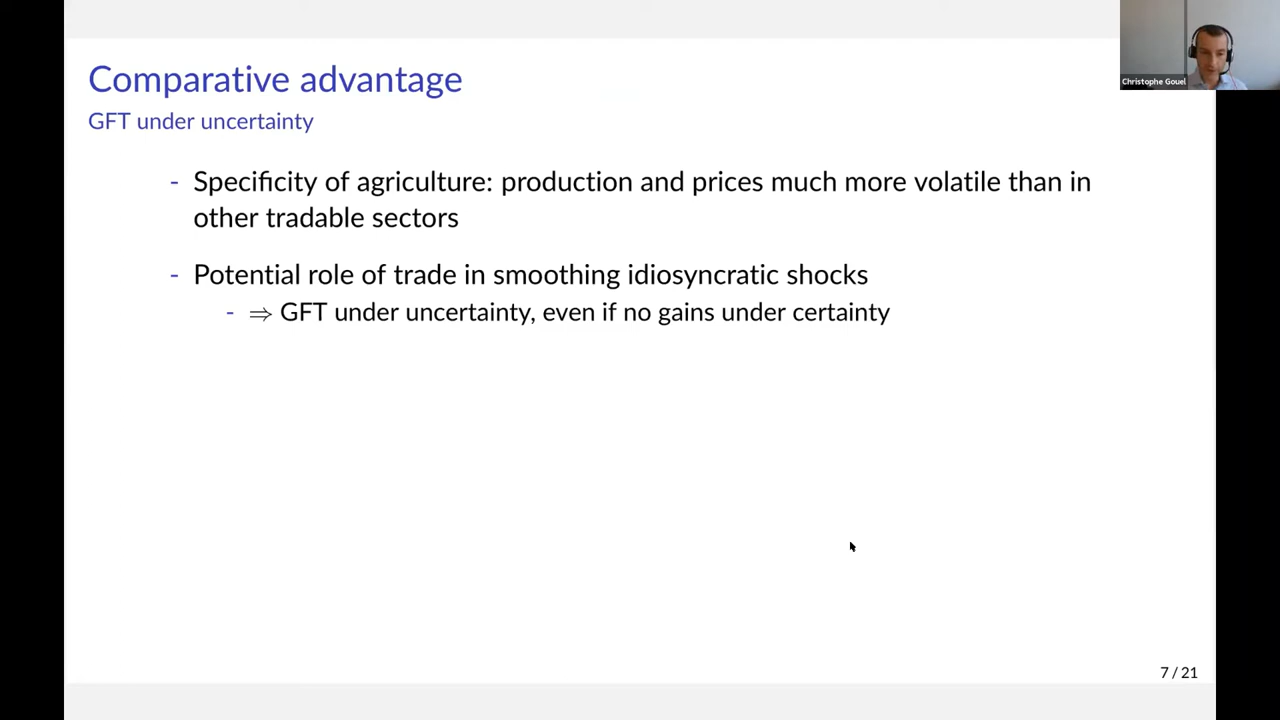 Comparative advantage
GFT under uncertainty
- Specificity of agriculture: production and prices much more volatile than in
other tradable sectors
- Potential role of trade in smoothing idiosyncratic shocks
- ⇒ GFT under uncertainty, even if no gains under certainty
7 / 21
Christophe Gouel